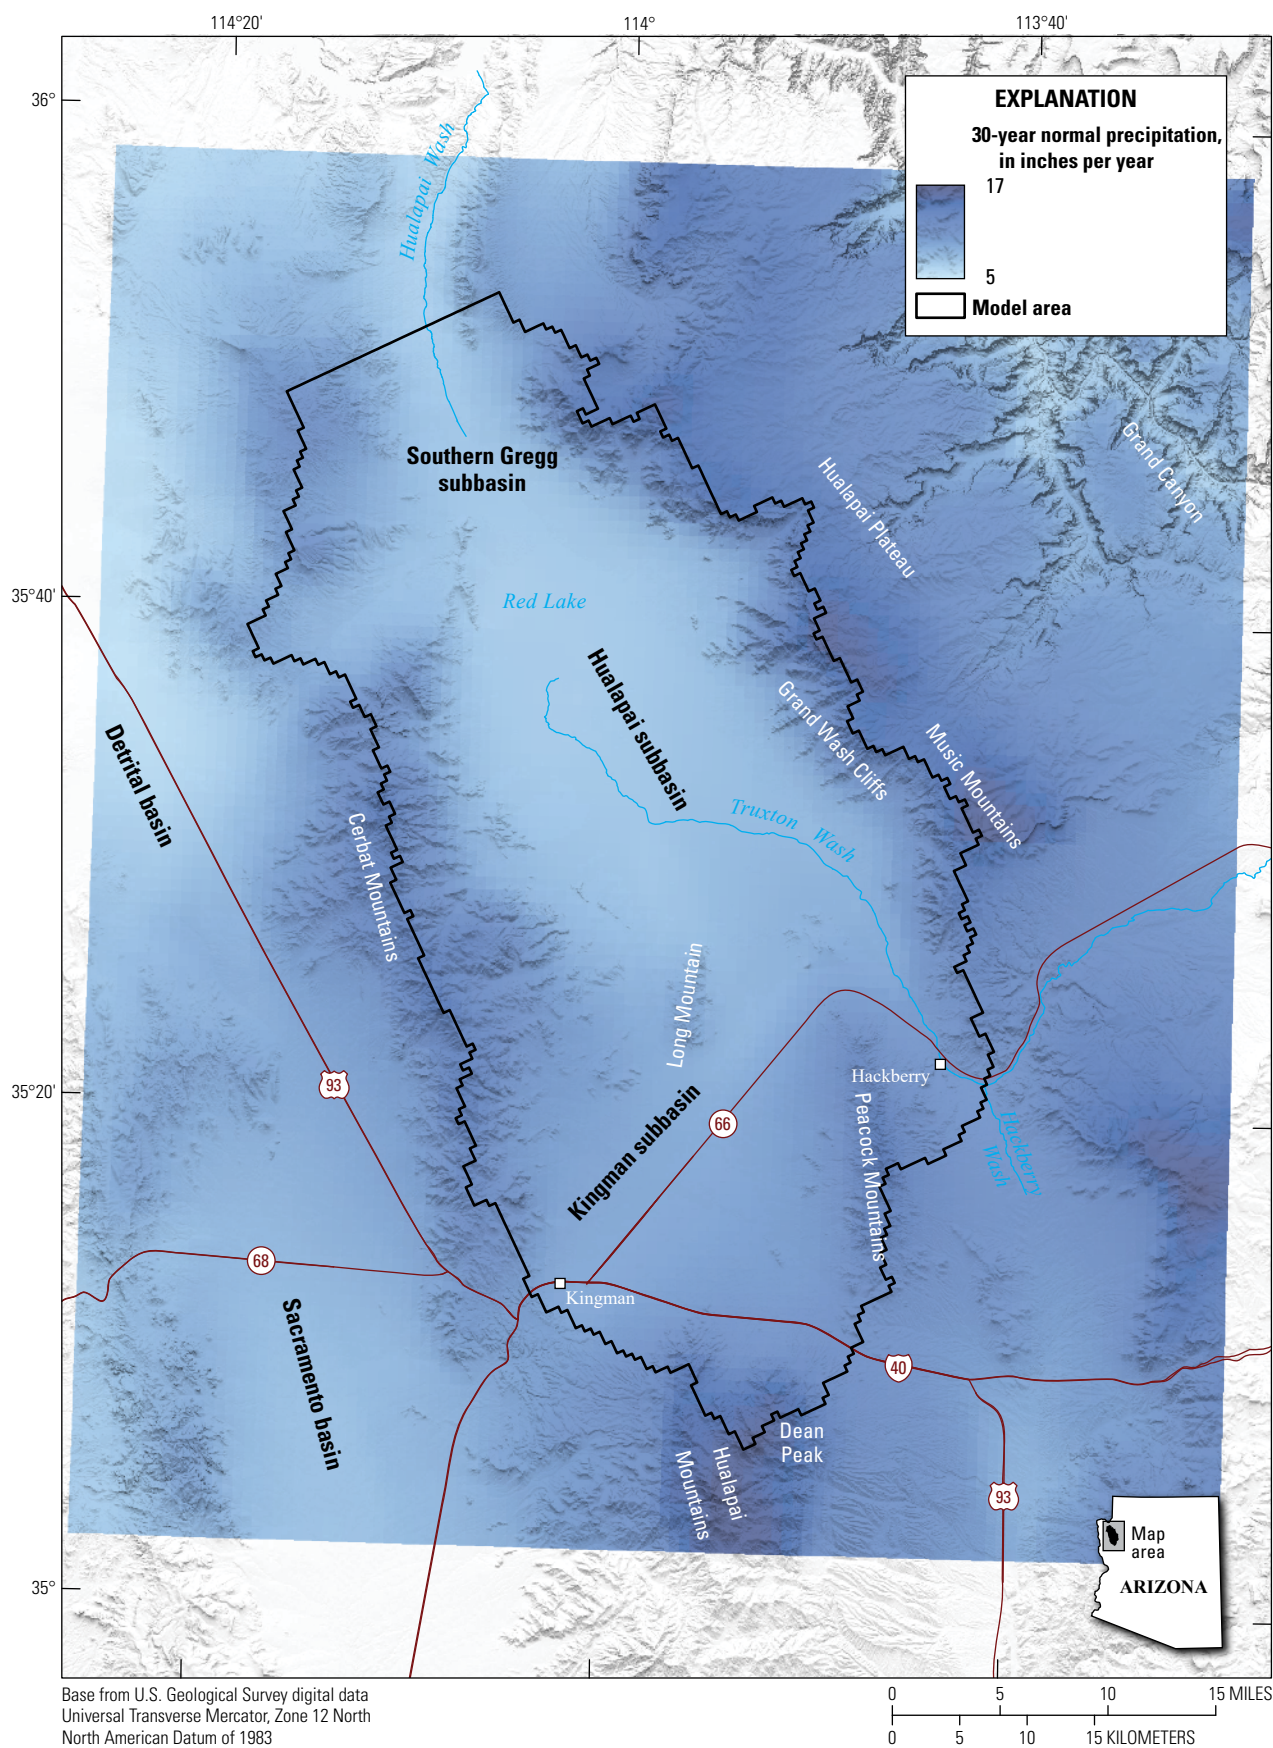 114°20'
114°
113°40'
36°
35°40'
35°20'
35°
EXPLANATION
30-year normal precipitation,
in inches per year
17
5
Model area
Hualapai Wash
Southern Gregg
subbasin
Grand Canyon
Hualapai Plateau
Red Lake
Hualapai subbasin
Grand Wash Cliffs
Music Mountains
Detrital basin
Truxton Wash
Cerbat Mountains
Long Mountain
Hackberry
93
66
Kingman subbasin
Peacock Mountains
Hackberry
Wash
68
Kingman
Sacramento basin
40
Dean
Peak
Hualapai
Mountains
93
Map
area
ARIZONA
Base from U.S. Geological Survey digital data
Universal Transverse Mercator, Zone 12 North
North American Datum of 1983
0 5 10 15 MILES
0 5 10 15 KILOMETERS